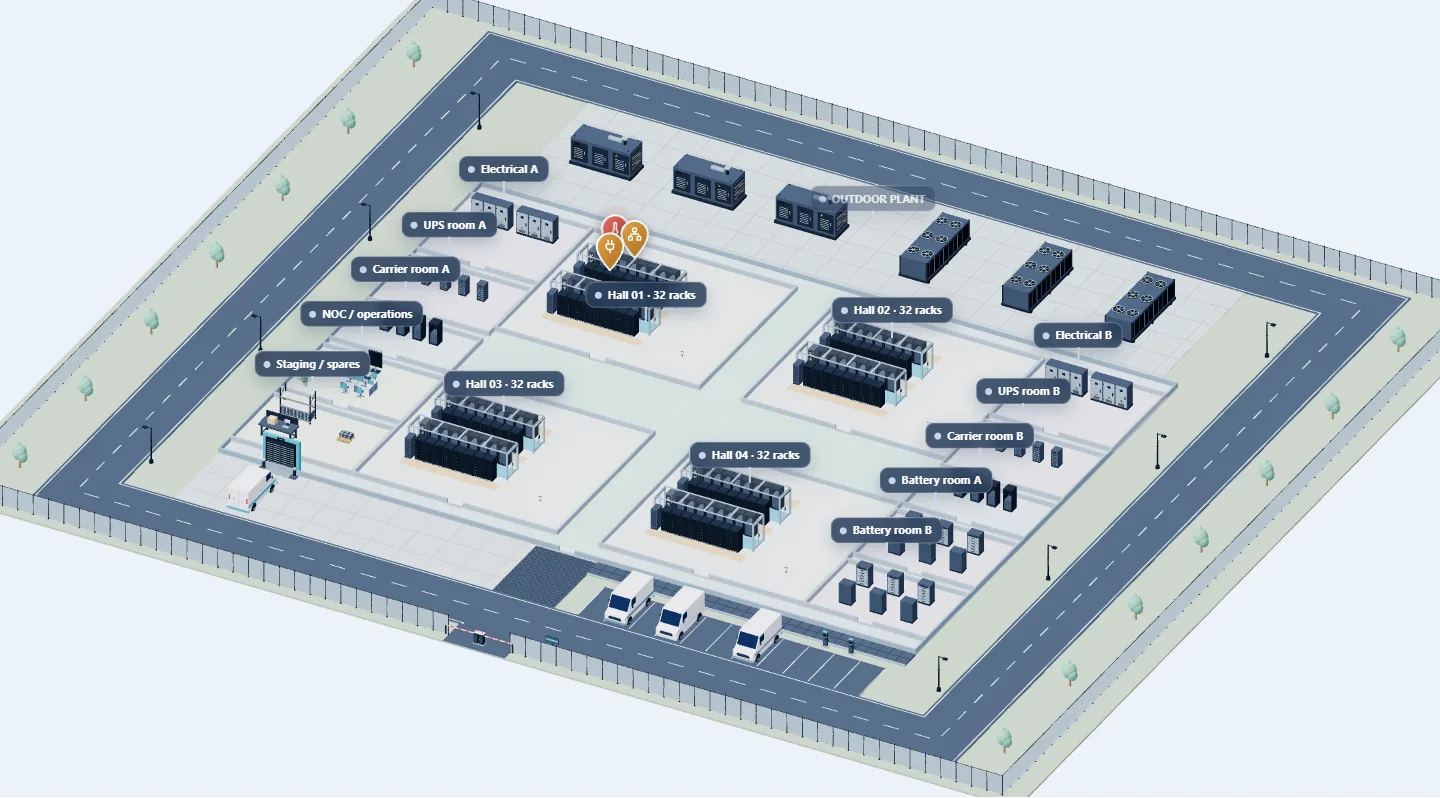 Electrical A
OUTDOOR PLANT
UPS room A
Carrier room A
Hall 01 · 32 racks
NOC / operations
Hall 02 · 32 racks
Electrical B
Staging / spares
Hall 03 · 32 racks
UPS room B
Carrier room B
Hall 04 · 32 racks
Battery room A
Battery room B